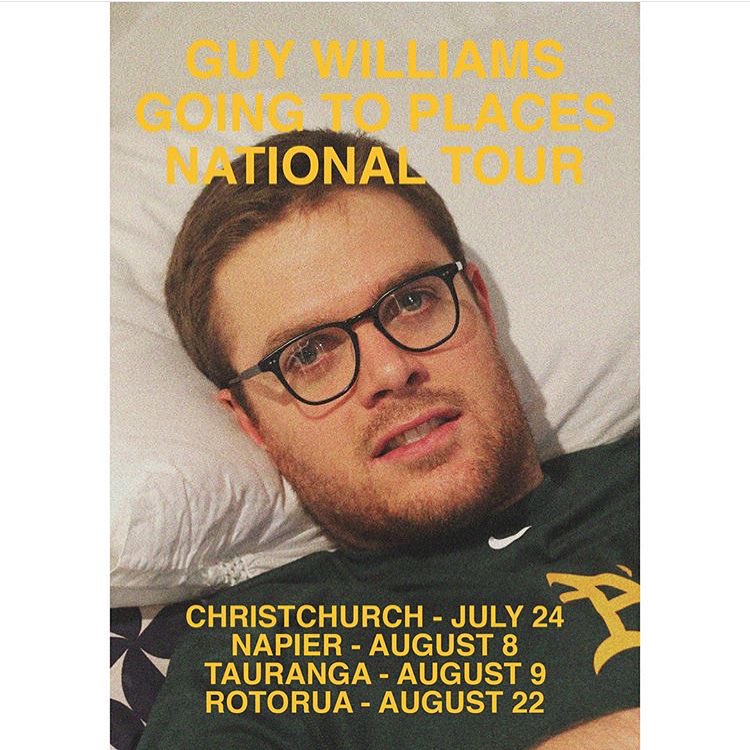 GUY WILLIAMS
GOING TO PLACES
NATIONAL TOUR
CHRISTCHURCH - JULY 24
NAPIER - AUGUST 8
TAURANGA - AUGUST 9
ROTORUA - AUGUST 22